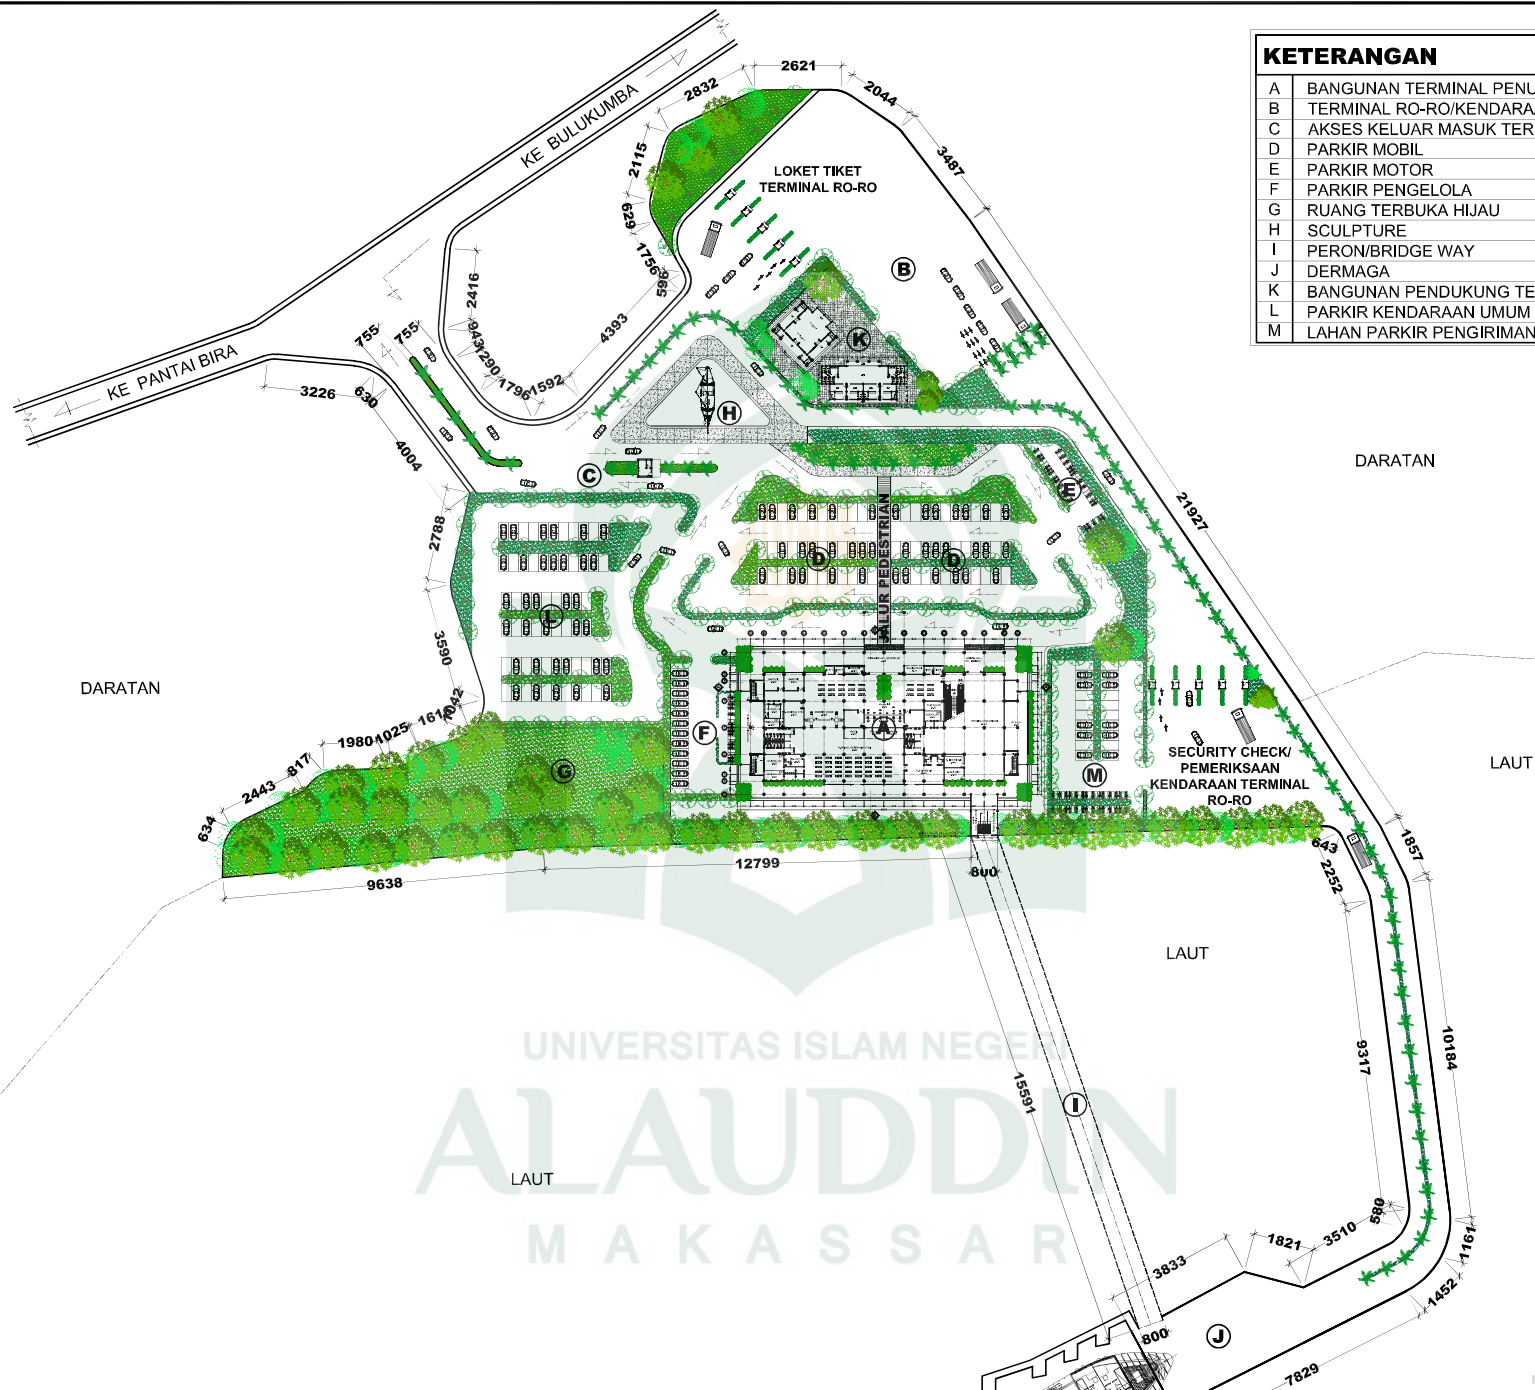 KETERANGAN
A BANGUNAN TERMINAL PENU
B TERMINAL RO-RO/KENDARA
C AKSES KELUAR MASUK TER
D PARKIR MOBIL
E PARKIR MOTOR
F PARKIR PENGELOLA
G RUANG TERBUKA HIJAU
H SCULPTURE
I PERON/BRIDGE WAY
J DERMAGA
K BANGUNAN PENDUKUNG TE
L PARKIR KENDARAAN UMUM
M LAHAN PARKIR PENGIRIMAN
KE BULUKUMBA
KE PANTAI BIRA
2832
2621
2044
3487
2115
629
1756
596
LOKET TIKET
TERMINAL RO-RO
B
2416
943
1290
1796
1592
4393
755
755
3226
630
4004
K
H
C
E
DARATAN
21927
2788
3590
JALUR PEDESTRIAN
D
D
L
DARATAN
1042
1025
1980
817
2443
634
F
A
G
M
SECURITY CHECK/
PEMERIKSAAN
KENDARAAN TERMINAL
RO-RO
LAUT
9638
12799
800
643
2252
1857
LAUT
UNIVERSITAS ISLAM NEGERI
ALAUDDIN
MAKASSAR
15591
I
9317
10184
LAUT
580
3510
1821
3833
1161
1452
800
J
7829